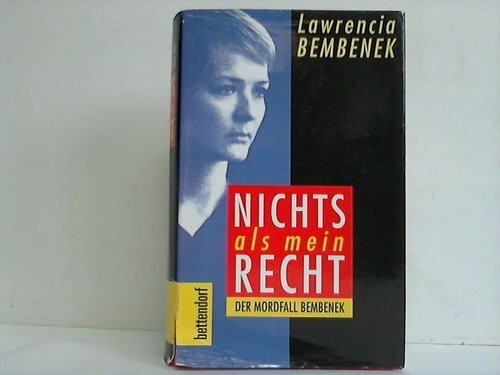 Lawrencia
BEMBENEK
NICHTS
als mein
RECHT
DER MORDFALL BEMBENEK
bettendorf